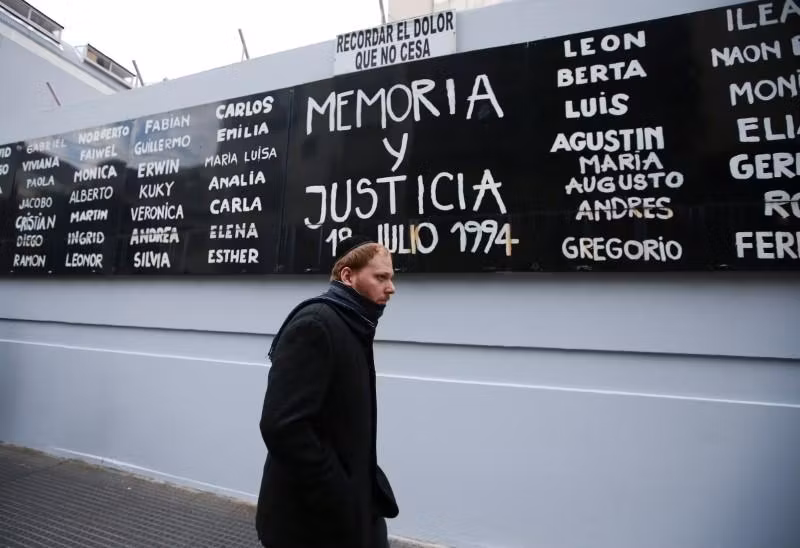 RECORDAR EL DOLOR
QUE NO CESA
GABRIEL
VIVIANA
PAOLA
JACOBO
CRISTIAN
DIEGO
RAMON
NORBERTO
FAIWEL
MONICA
ALBERTO
MARTIN
INGRID
LEONOR
FABIAN
GUILLERMO
ERWIN
KUKY
VERONICA
ANDREA
SILVIA
CARLOS
EMILIA
MARIA LUISA
ANALIA
CARLA
ELENA
ESTHER
MEMORIA
y
JUSTICIA
18 JULIO 1994
LEON
BERTA
LUIS
AGUSTIN
MARIA
AUGUSTO
ANDRES
GREGORIO
NAON